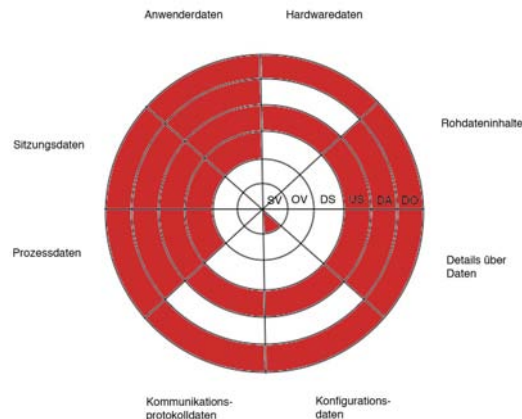 Anwenderdaten
Hardwaredaten
Rohdateninhalte
Sitzungsdaten
SV OV DS US DA DO
Prozessdaten
Details über
Daten
Kommunikations-
protokolldaten
Konfigurations-
daten